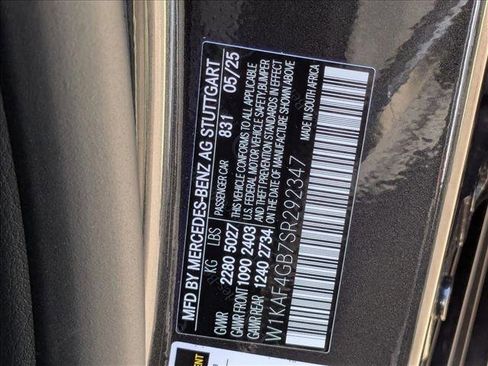 MFD BY MERCEDES-BENZ AG STUTTGART
PASSENGER CAR 831 05/25
KG LBS
GVWR 2280 5027
GAWR FRONT 1090 2403
GAWR REAR 1240 2734
THIS VEHICLE CONFORMS TO ALL APPLICABLE
U.S. FEDERAL MOTOR VEHICLE SAFETY/BUMPER
AND THEFT PREVENTION STANDARDS IN EFFECT
ON THE DATE OF MANUFACTURE SHOWN ABOVE
MADE IN SOUTH AFRICA
W1KAF4GB7SR292347